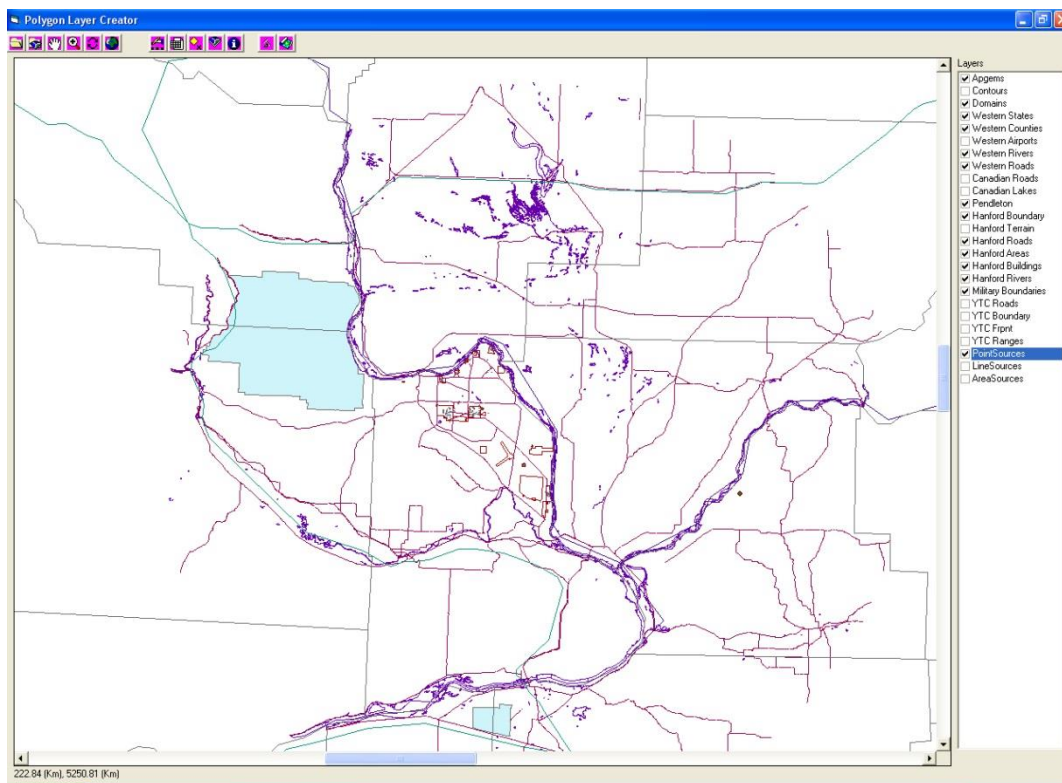 Polygon Layer Creator
Layers
Apgems
Contours
Domains
Western States
Western Counties
Western Airports
Western Rivers
Western Roads
Canadian Roads
Canadian Lakes
Pendleton
Hanford Boundary
Hanford Terrain
Hanford Roads
Hanford Areas
Hanford Buildings
Hanford Rivers
Military Boundaries
YTC Roads
YTC Boundary
YTC Frpnt
YTC Ranges
PointSources
LineSources
AreaSources
222.84 (Km), 5250.81 (Km)